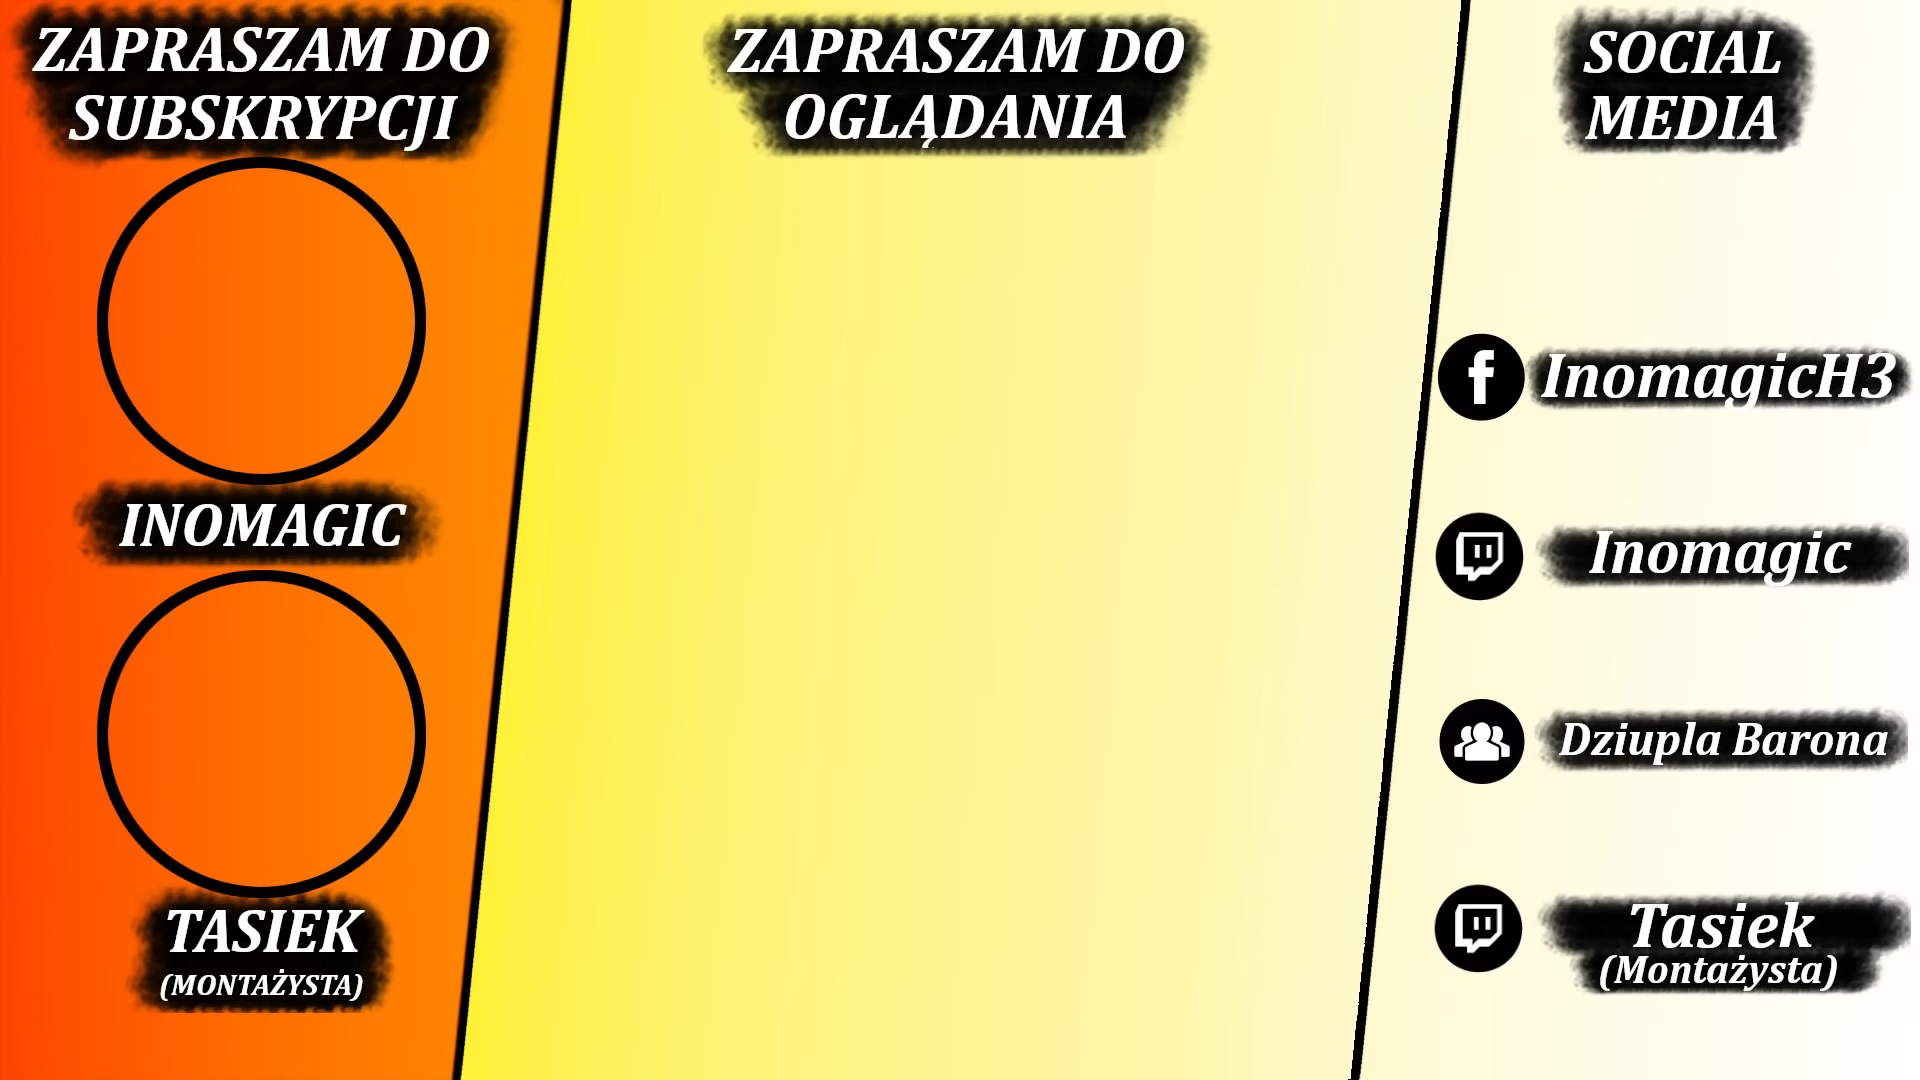 ZAPRASZAM DO
SUBSKRYPCJI
INOMAGIC
TASIEK
(MONTAŻYSTA)
ZAPRASZAM DO
OGLĄDANIA
SOCIAL
MEDIA
InomagicH3
Inomagic
Dziupla Barona
Tasiek
(Montażysta)